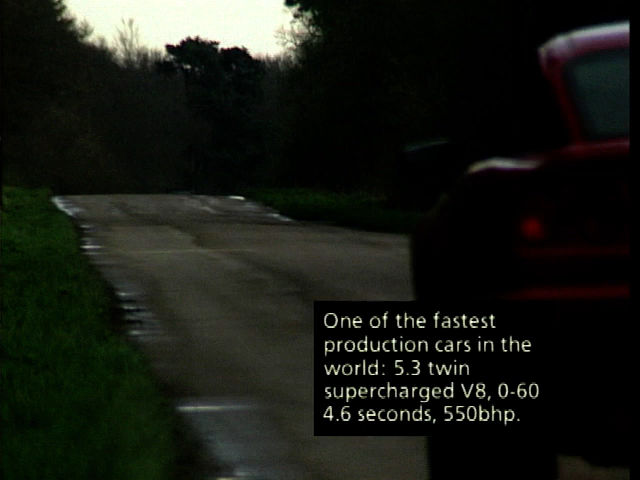 One of the fastest
production cars in the
world: 5.3 twin
supercharged V8, 0-60
4.6 seconds, 550bhp.